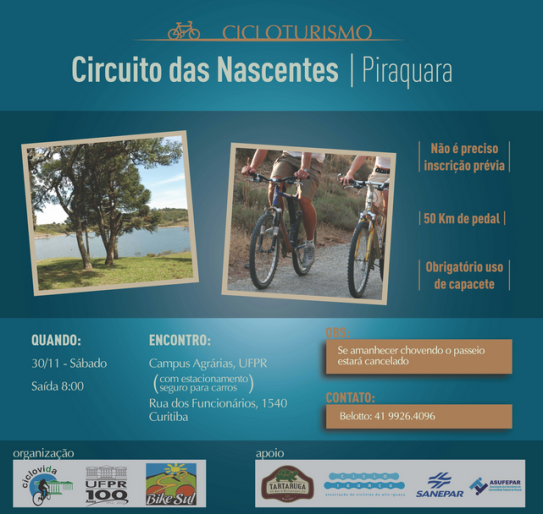 CICLOTURISMO
Circuito das Nascentes | Piraquara
Não é preciso
inscrição prévia
50 Km de pedal
Obrigatório uso
de capacete
QUANDO:
30/11 - Sábado
Saída 8:00
ENCONTRO:
Campus Agrárias, UFPR
(com estacionamento
seguro para carros)
Rua dos Funcionários, 1540
Curitiba
OBS:
Se amanhecer chovendo o passeio
estará cancelado
CONTATO:
Belotto: 41 9926.4096
organização
ciclovida
UFPR
100
Bike Sul
apoio
TARTARUGA
SANEPAR
ASUFEPAR